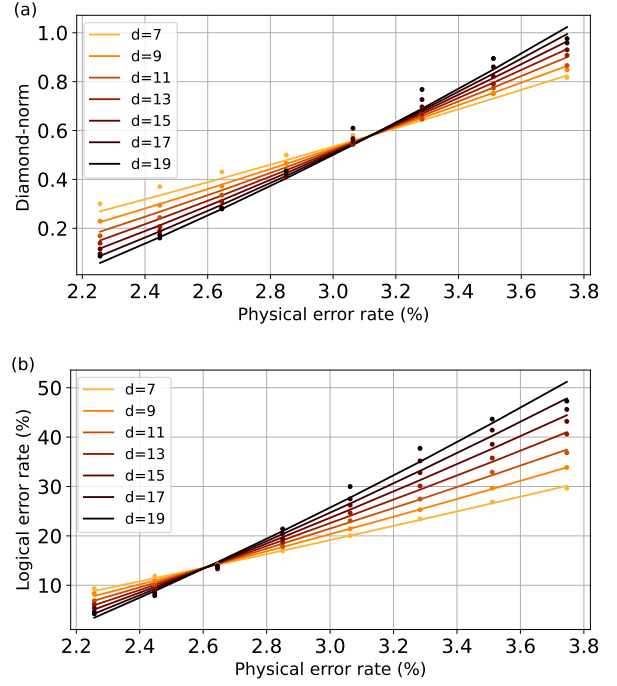 (a)
1.0
0.8
0.6
0.4
0.2
Diamond-norm
d=7
d=9
d=11
d=13
d=15
d=17
d=19
2.2 2.4 2.6 2.8 3.0 3.2 3.4 3.6 3.8
Physical error rate (%)
(b)
50
40
30
20
10
Logical error rate (%)
d=7
d=9
d=11
d=13
d=15
d=17
d=19
2.2 2.4 2.6 2.8 3.0 3.2 3.4 3.6 3.8
Physical error rate (%)